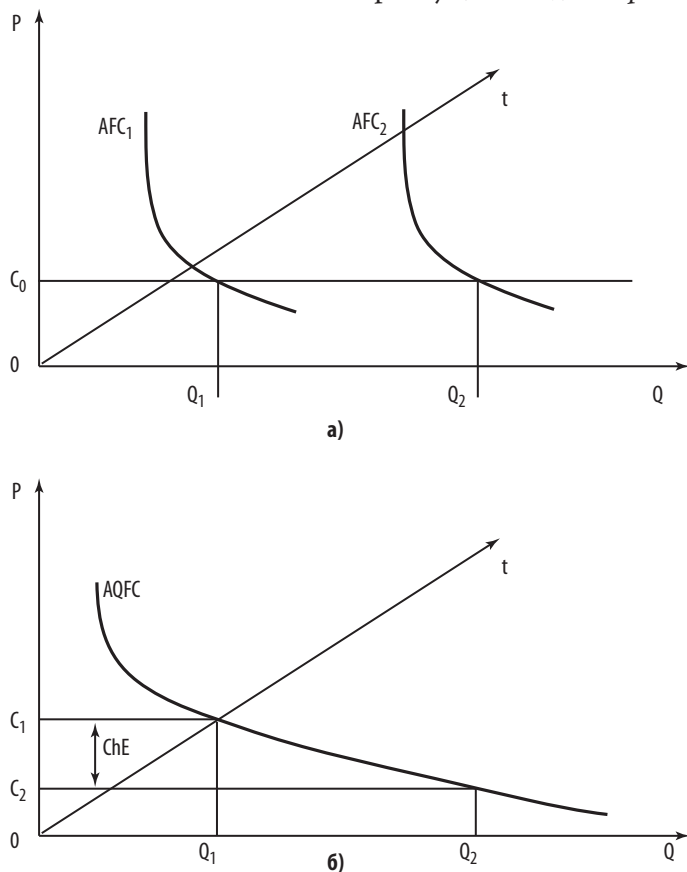 P
t
AFC₁
AFC₂
C₀
0
Q₁
Q₂
Q
а)
P
t
AQFC
C₁
ChE
C₂
0
Q₁
Q₂
Q
б)